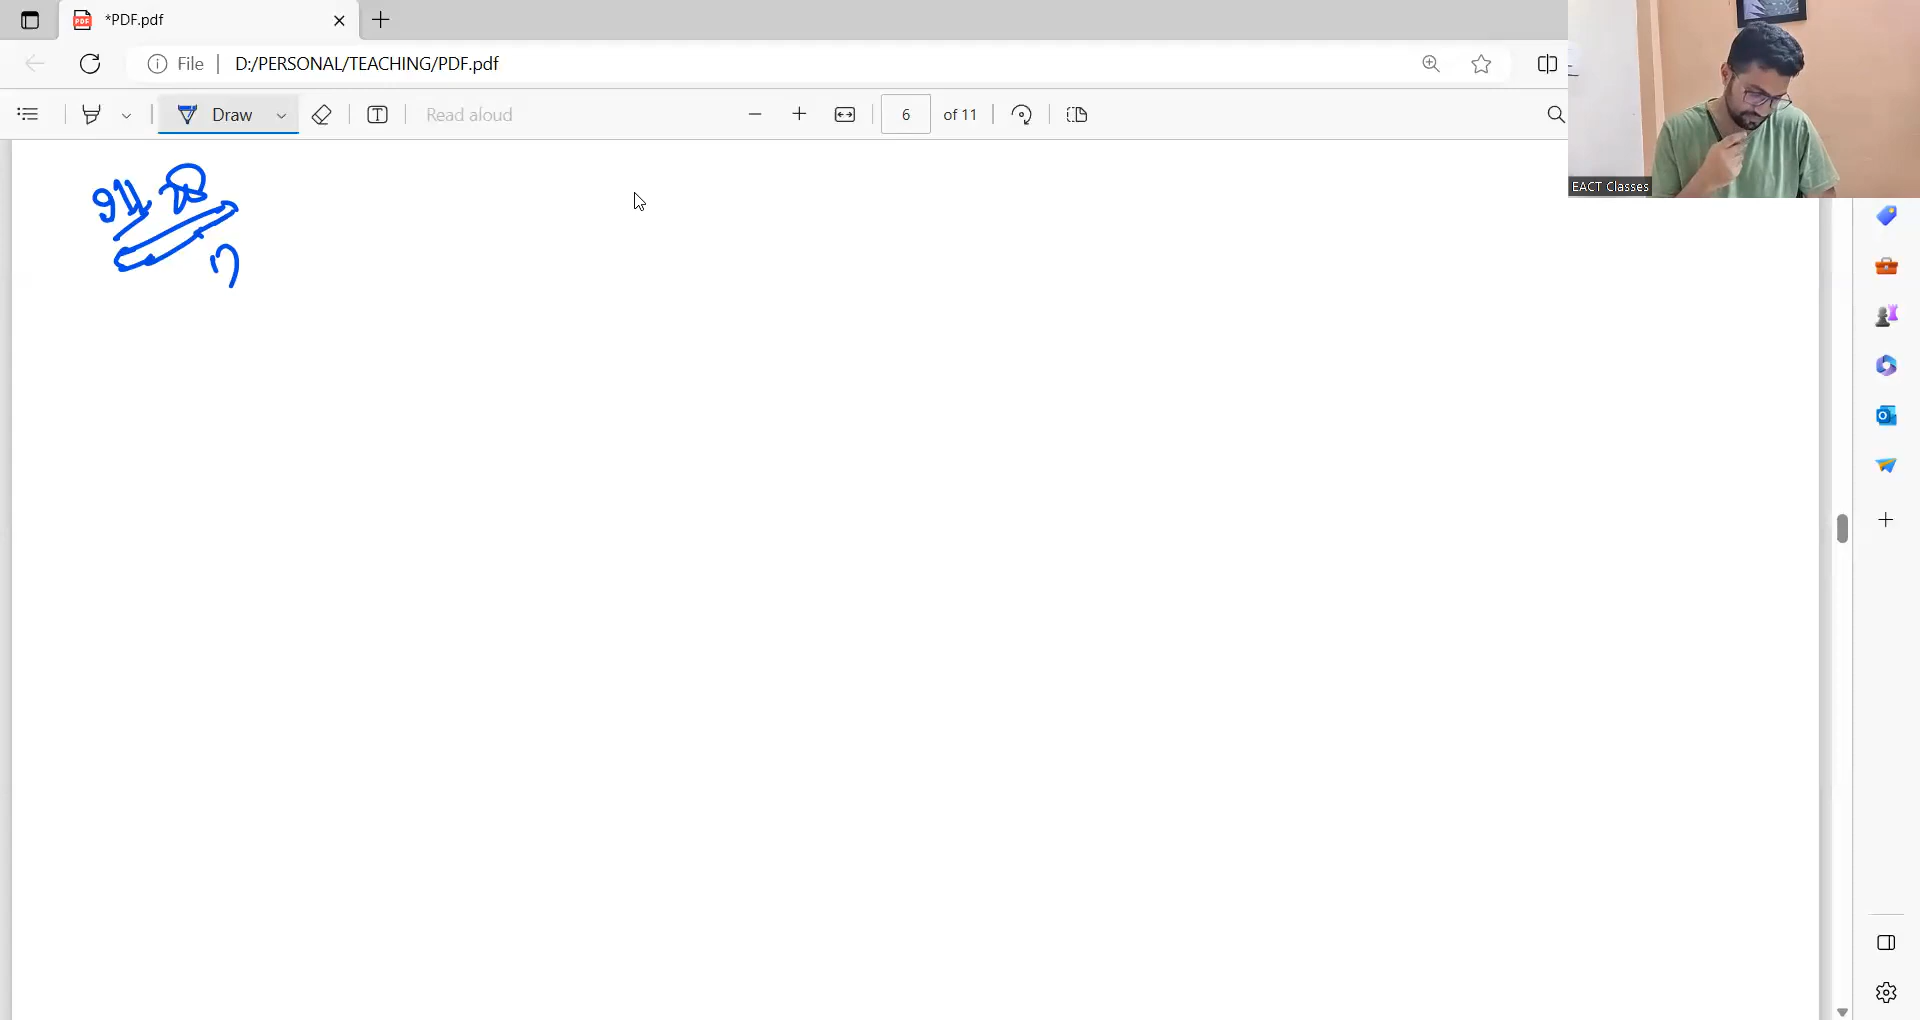 *PDF.pdf
File D:/PERSONAL/TEACHING/PDF.pdf
Draw Read aloud 6 of 11
EACT Classes